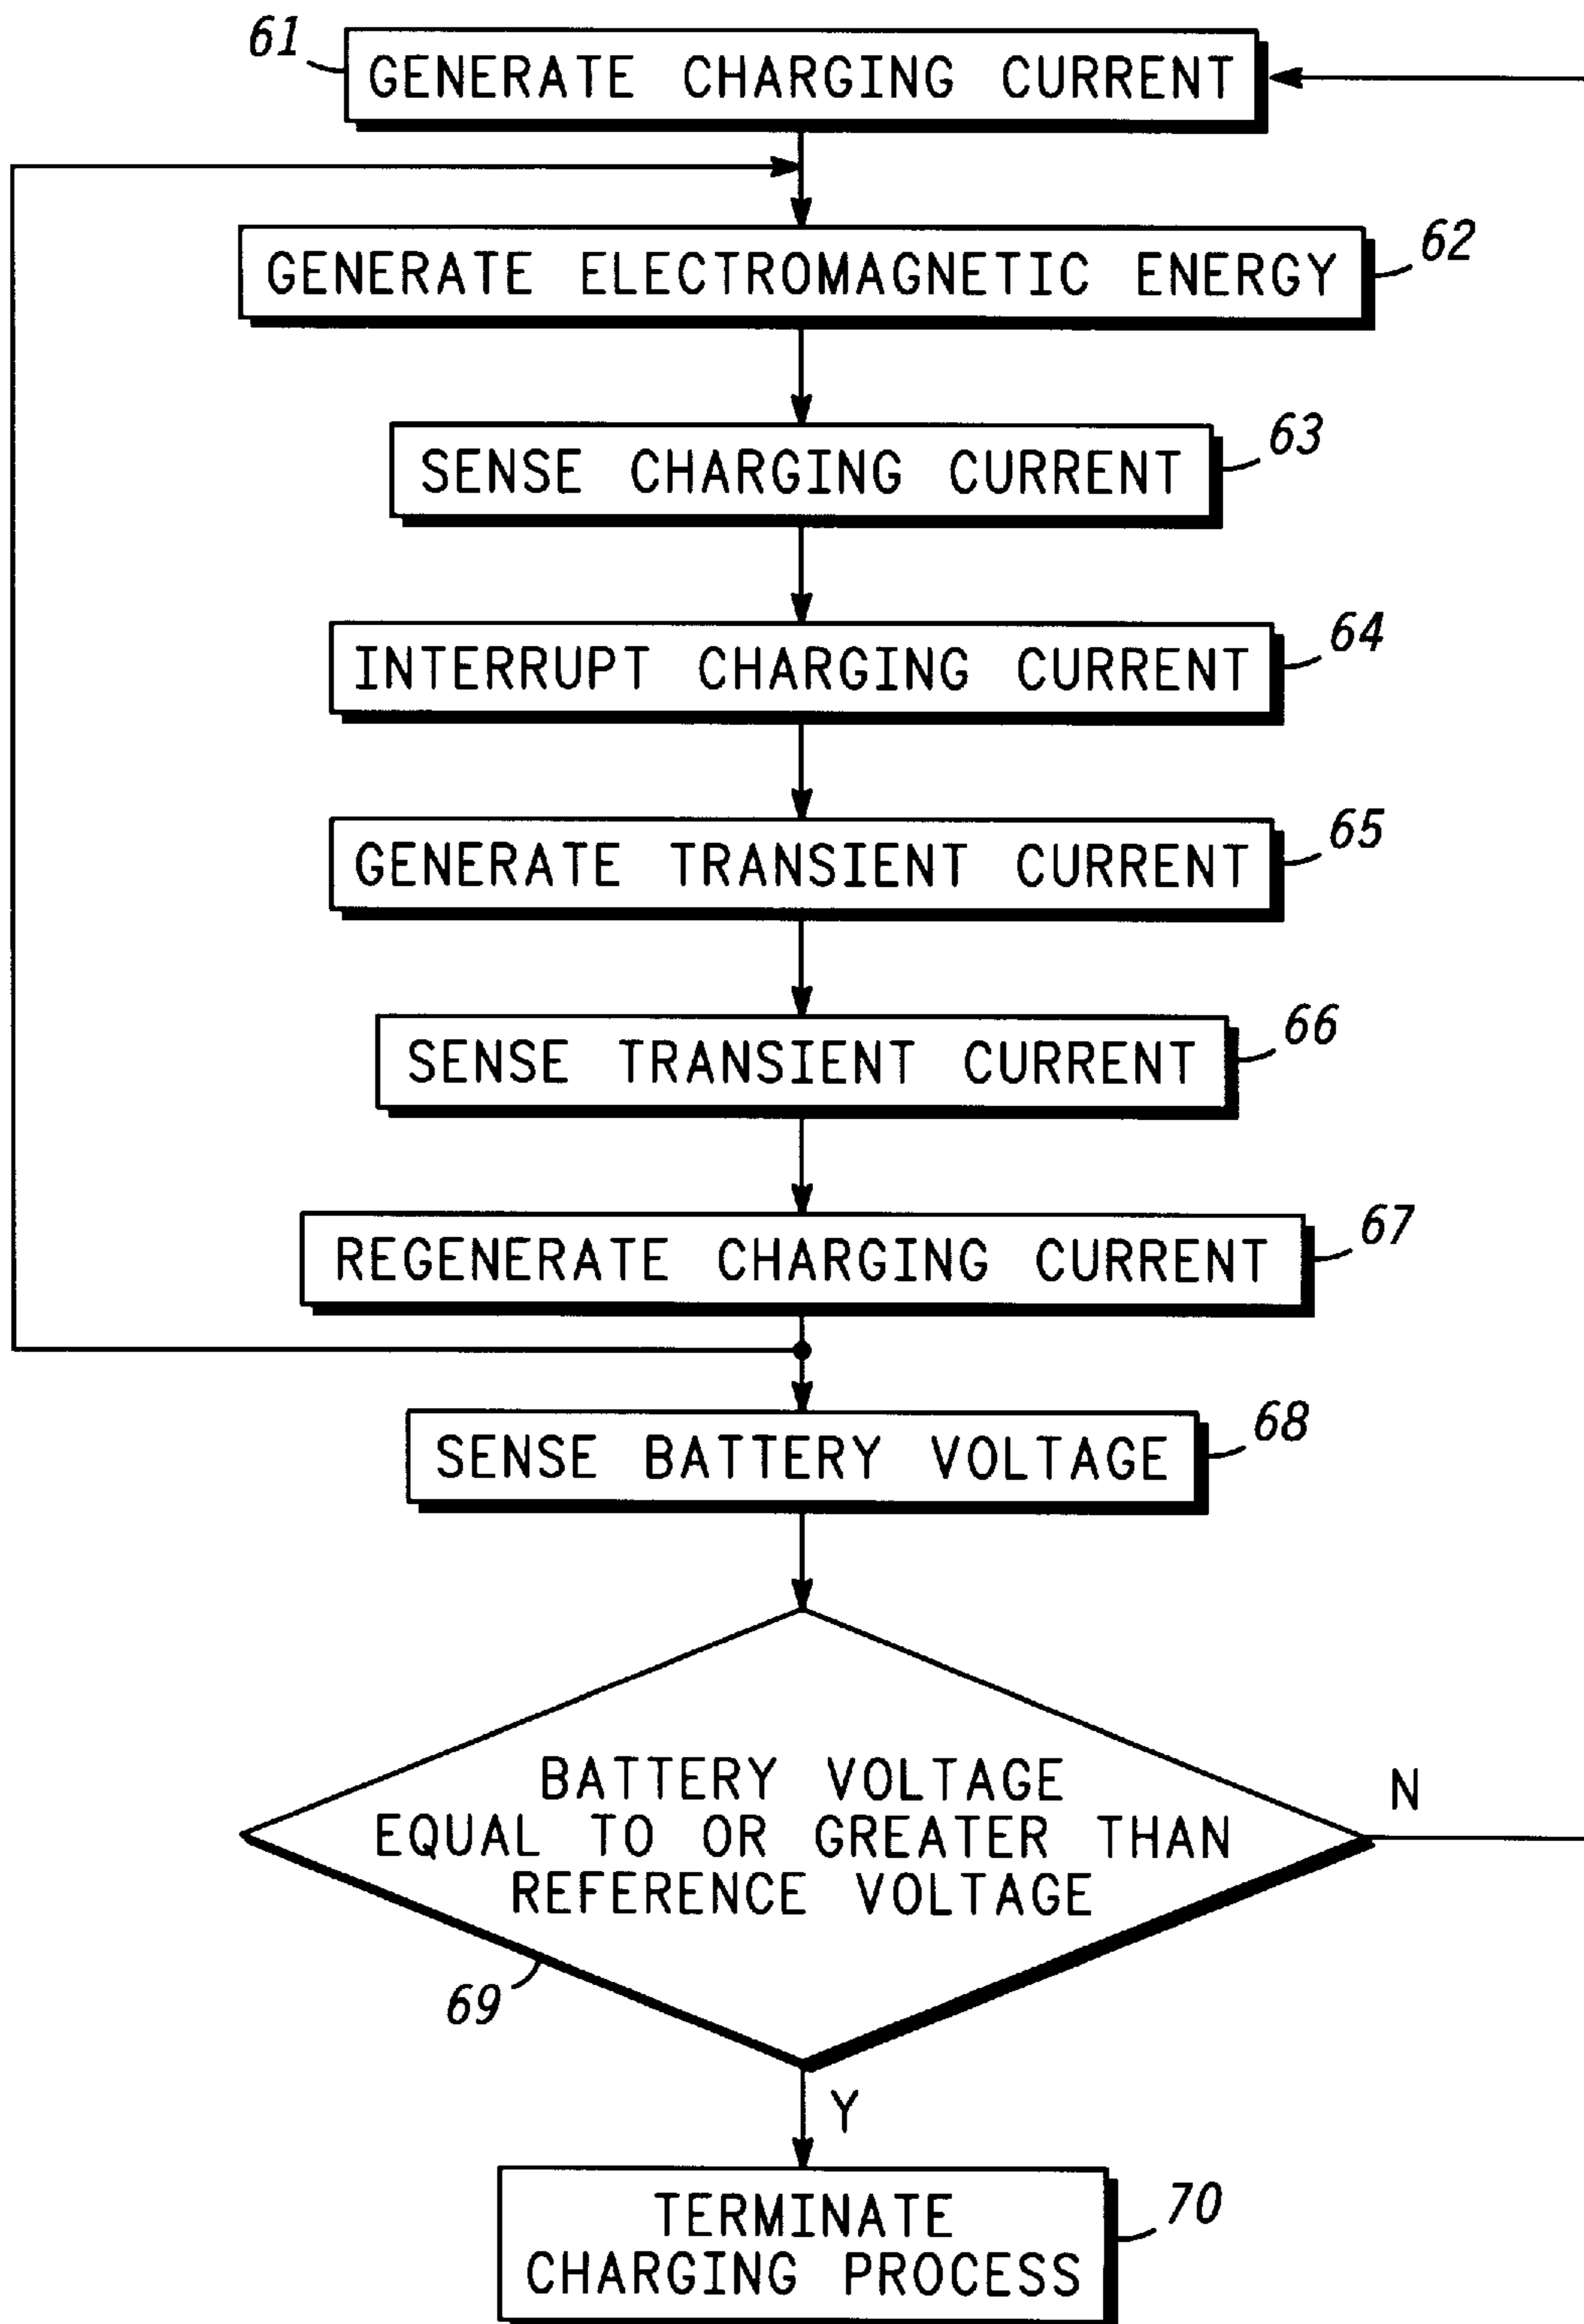 61
GENERATE CHARGING CURRENT
GENERATE ELECTROMAGNETIC ENERGY
62
SENSE CHARGING CURRENT
63
INTERRUPT CHARGING CURRENT
64
GENERATE TRANSIENT CURRENT
65
SENSE TRANSIENT CURRENT
66
REGENERATE CHARGING CURRENT
67
SENSE BATTERY VOLTAGE
68
BATTERY VOLTAGE
EQUAL TO OR GREATER THAN
REFERENCE VOLTAGE
N
69
Y
TERMINATE
CHARGING PROCESS
70